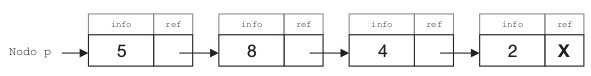 info ref info ref info ref info ref
Nodo p 5 8 4 2 X